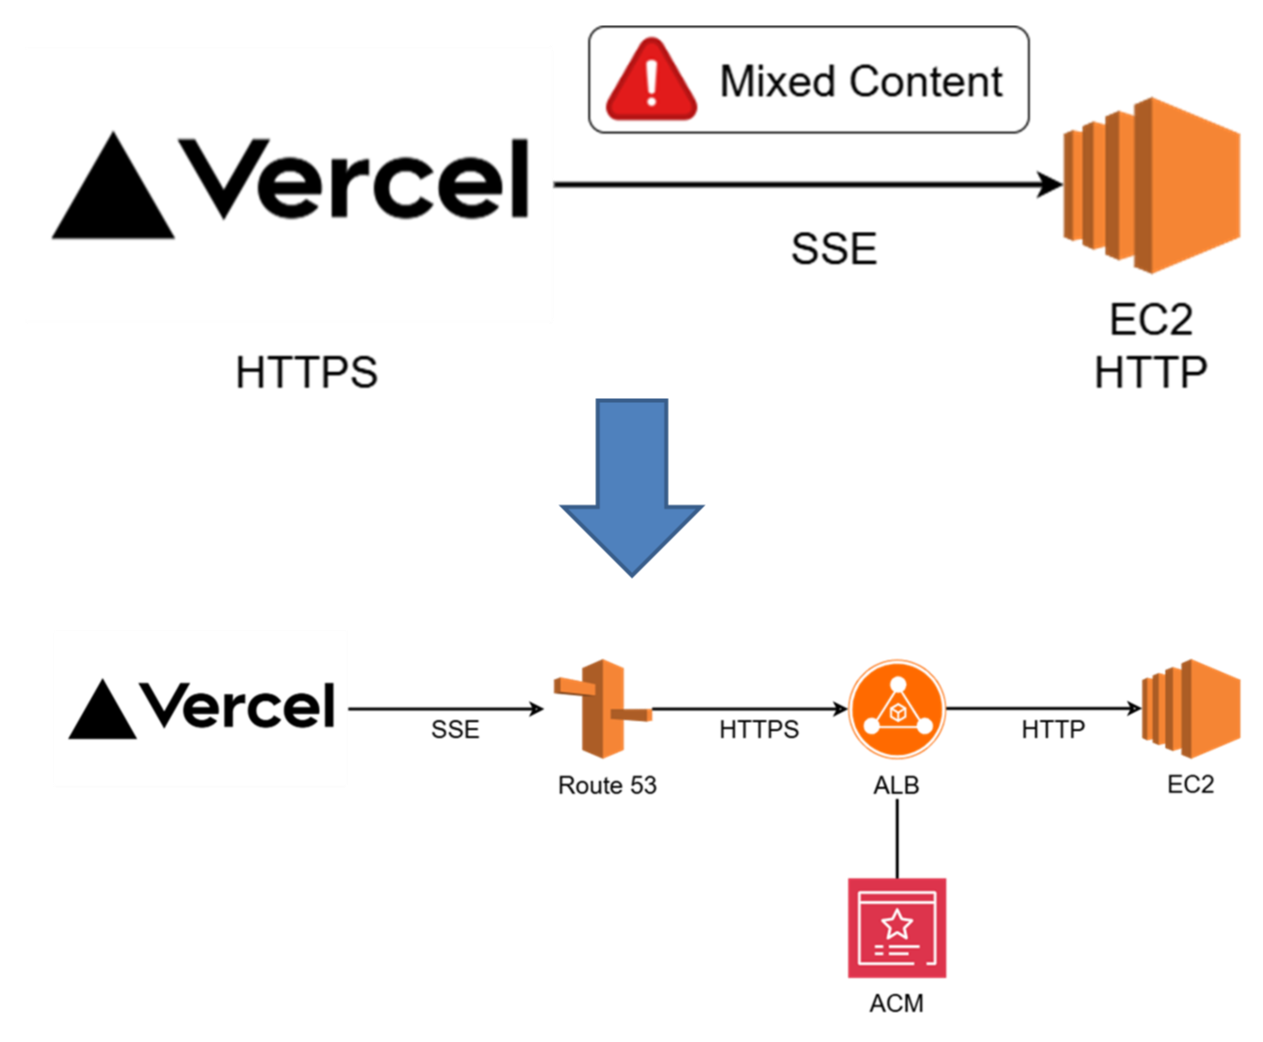 Mixed Content
Vercel
SSE
EC2
HTTPS
HTTP
Vercel
SSE
HTTPS
HTTP
Route 53
ALB
EC2
ACM